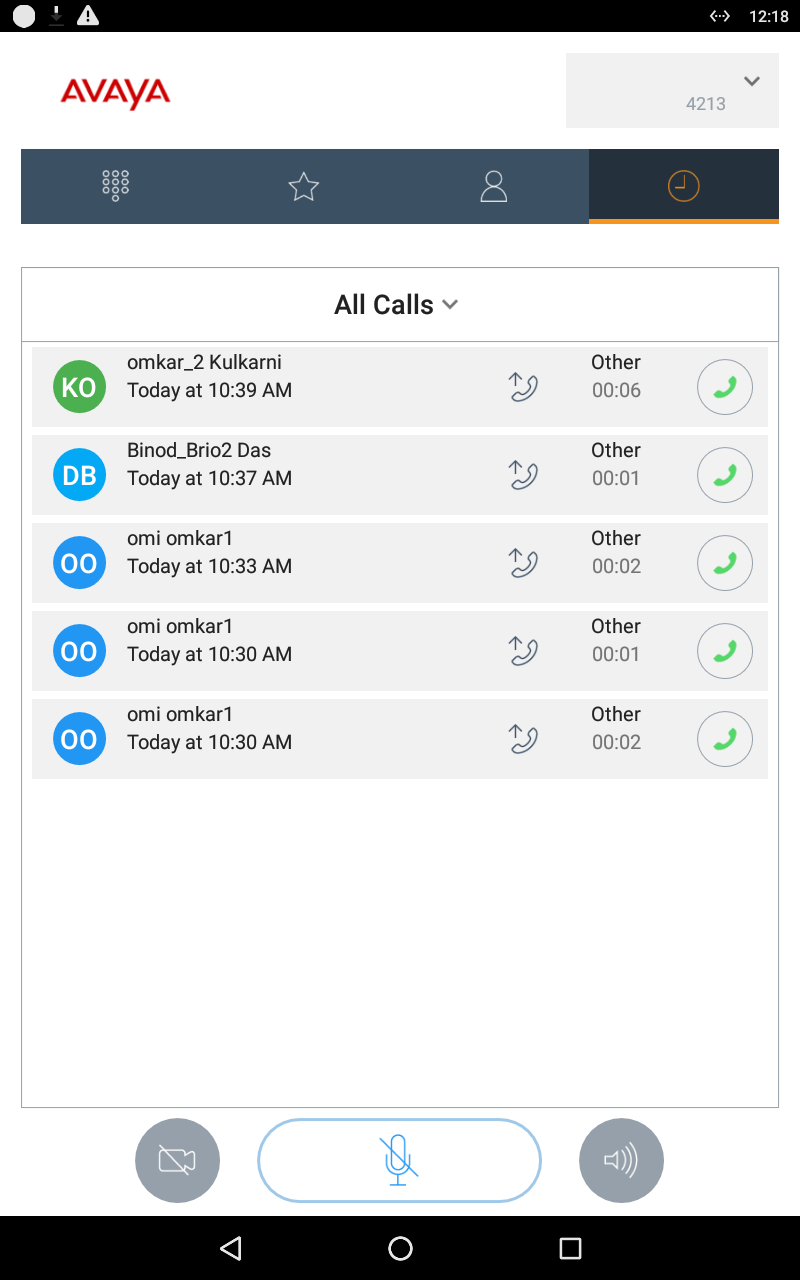 12:18
AVAYA
4213
All Calls
KO
omkar_2 Kulkarni
Today at 10:39 AM
Other
00:06
DB
Binod_Brio2 Das
Today at 10:37 AM
Other
00:01
OO
omi omkar1
Today at 10:33 AM
Other
00:02
OO
omi omkar1
Today at 10:30 AM
Other
00:01
OO
omi omkar1
Today at 10:30 AM
Other
00:02